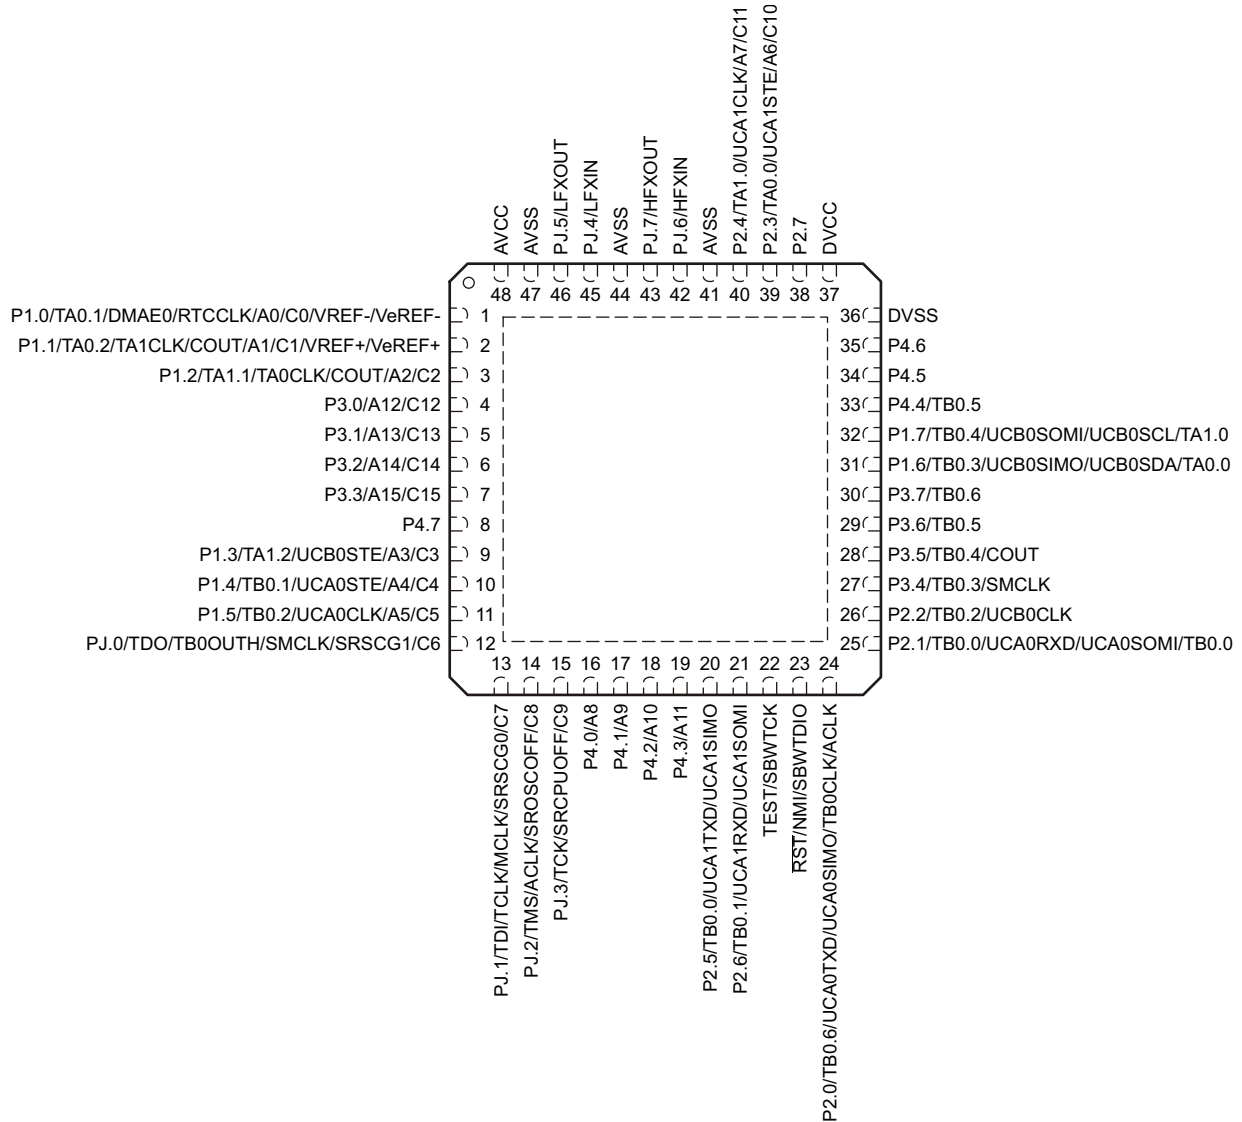 P2.4/TA1.0/UCA1CLK/A7/C11
P2.3/TA0.0/UCA1STE/A6/C10
AVCC
AVSS
PJ.5/LFXOUT
PJ.4/LFXIN
AVSS
PJ.7/HFXOUT
PJ.6/HFXIN
AVSS
P2.7
DVCC
48 47 46 45 44 43 42 41 40 39 38 37
P1.0/TA0.1/DMAE0/RTCCLK/A0/C0/VREF-/VeREF- 1
P1.1/TA0.2/TA1CLK/COUT/A1/C1/VREF+/VeREF+ 2
P1.2/TA1.1/TA0CLK/COUT/A2/C2 3
P3.0/A12/C12 4
P3.1/A13/C13 5
P3.2/A14/C14 6
P3.3/A15/C15 7
P4.7 8
P1.3/TA1.2/UCB0STE/A3/C3 9
P1.4/TB0.1/UCA0STE/A4/C4 10
P1.5/TB0.2/UCA0CLK/A5/C5 11
PJ.0/TDO/TB0OUTH/SMCLK/SRSCG1/C6 12
36 DVSS
35 P4.6
34 P4.5
33 P4.4/TB0.5
32 P1.7/TB0.4/UCB0SOMI/UCB0SCL/TA1.0
31 P1.6/TB0.3/UCB0SIMO/UCB0SDA/TA0.0
30 P3.7/TB0.6
29 P3.6/TB0.5
28 P3.5/TB0.4/COUT
27 P3.4/TB0.3/SMCLK
26 P2.2/TB0.2/UCB0CLK
25 P2.1/TB0.0/UCA0RXD/UCA0SOMI/TB0.0
13 14 15 16 17 18 19 20 21 22 23 24
PJ.1/TDI/TCLK/MCLK/SRSCG0/C7
PJ.2/TMS/ACLK/SROSCOFF/C8
PJ.3/TCK/SRCPUOFF/C9
P4.0/A8
P4.1/A9
P4.2/A10
P4.3/A11
P2.5/TB0.0/UCA1TXD/UCA1SIMO
P2.6/TB0.1/UCA1RXD/UCA1SOMI
TEST/SBWTCK
RST/NMI/SBWTDIO
P2.0/TB0.6/UCA0TXD/UCA0SIMO/TB0CLK/ACLK